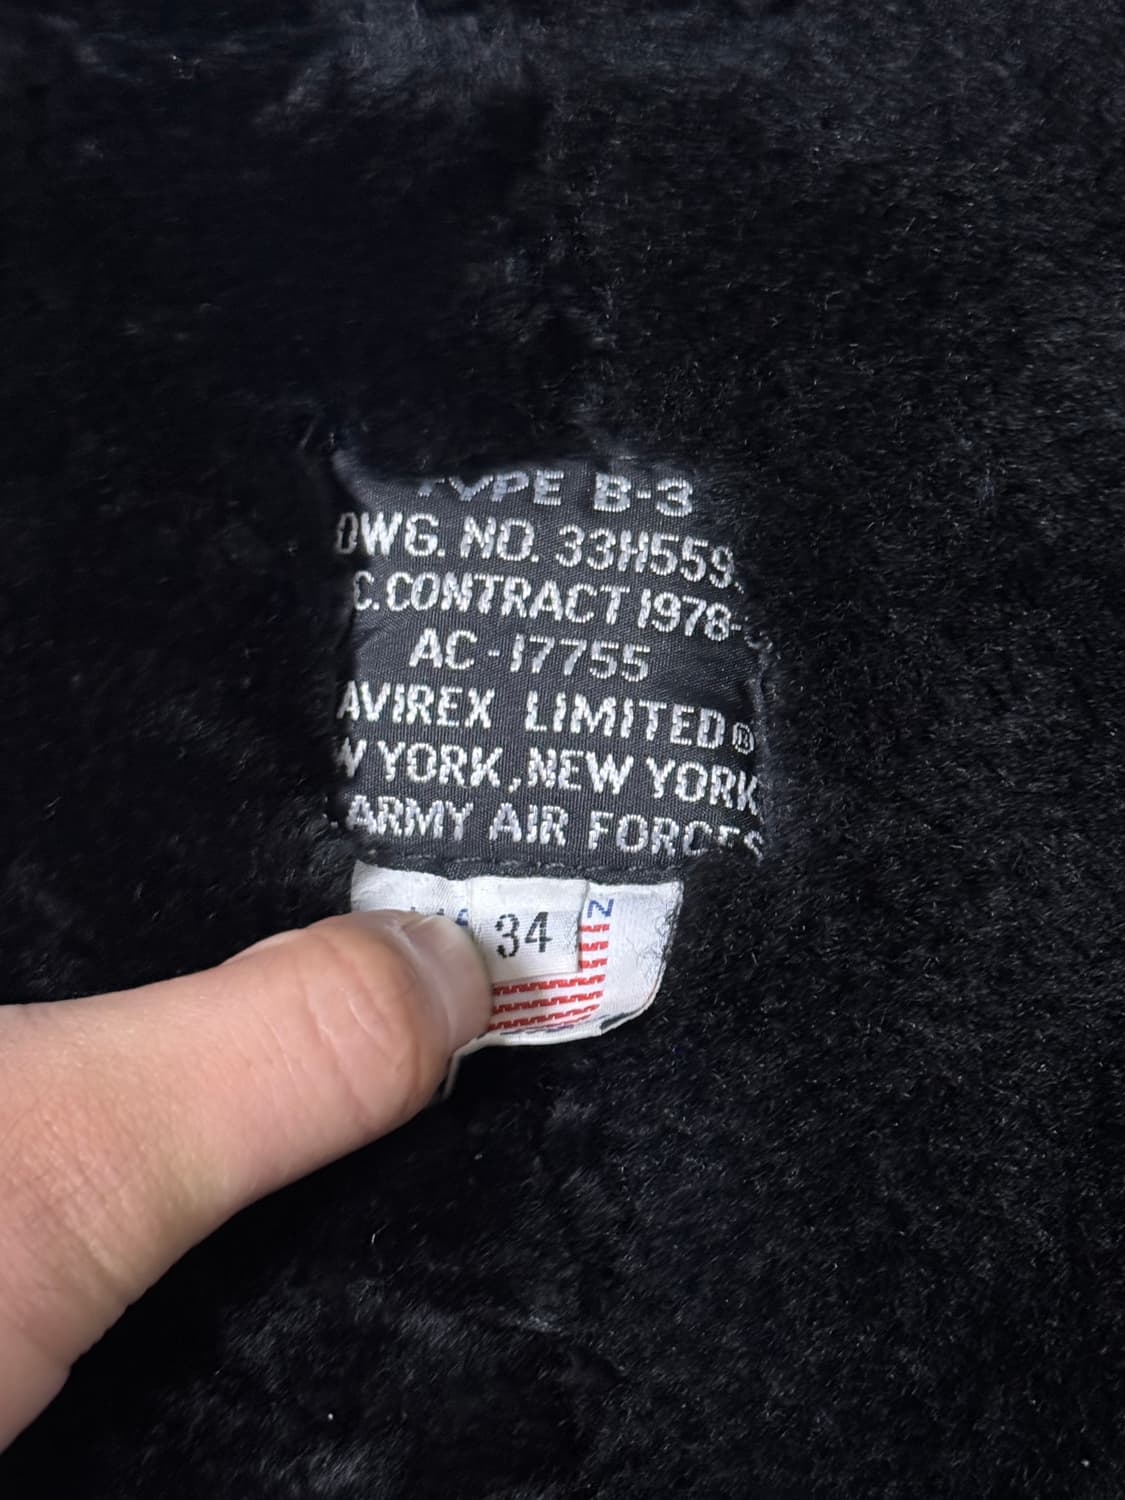 TYPE B-3
DWG. NO. 33H559
C. CONTRACT 1978-
AC-17755
AVIREX LIMITED®
W YORK, NEW YORK
. ARMY AIR FORCES
34